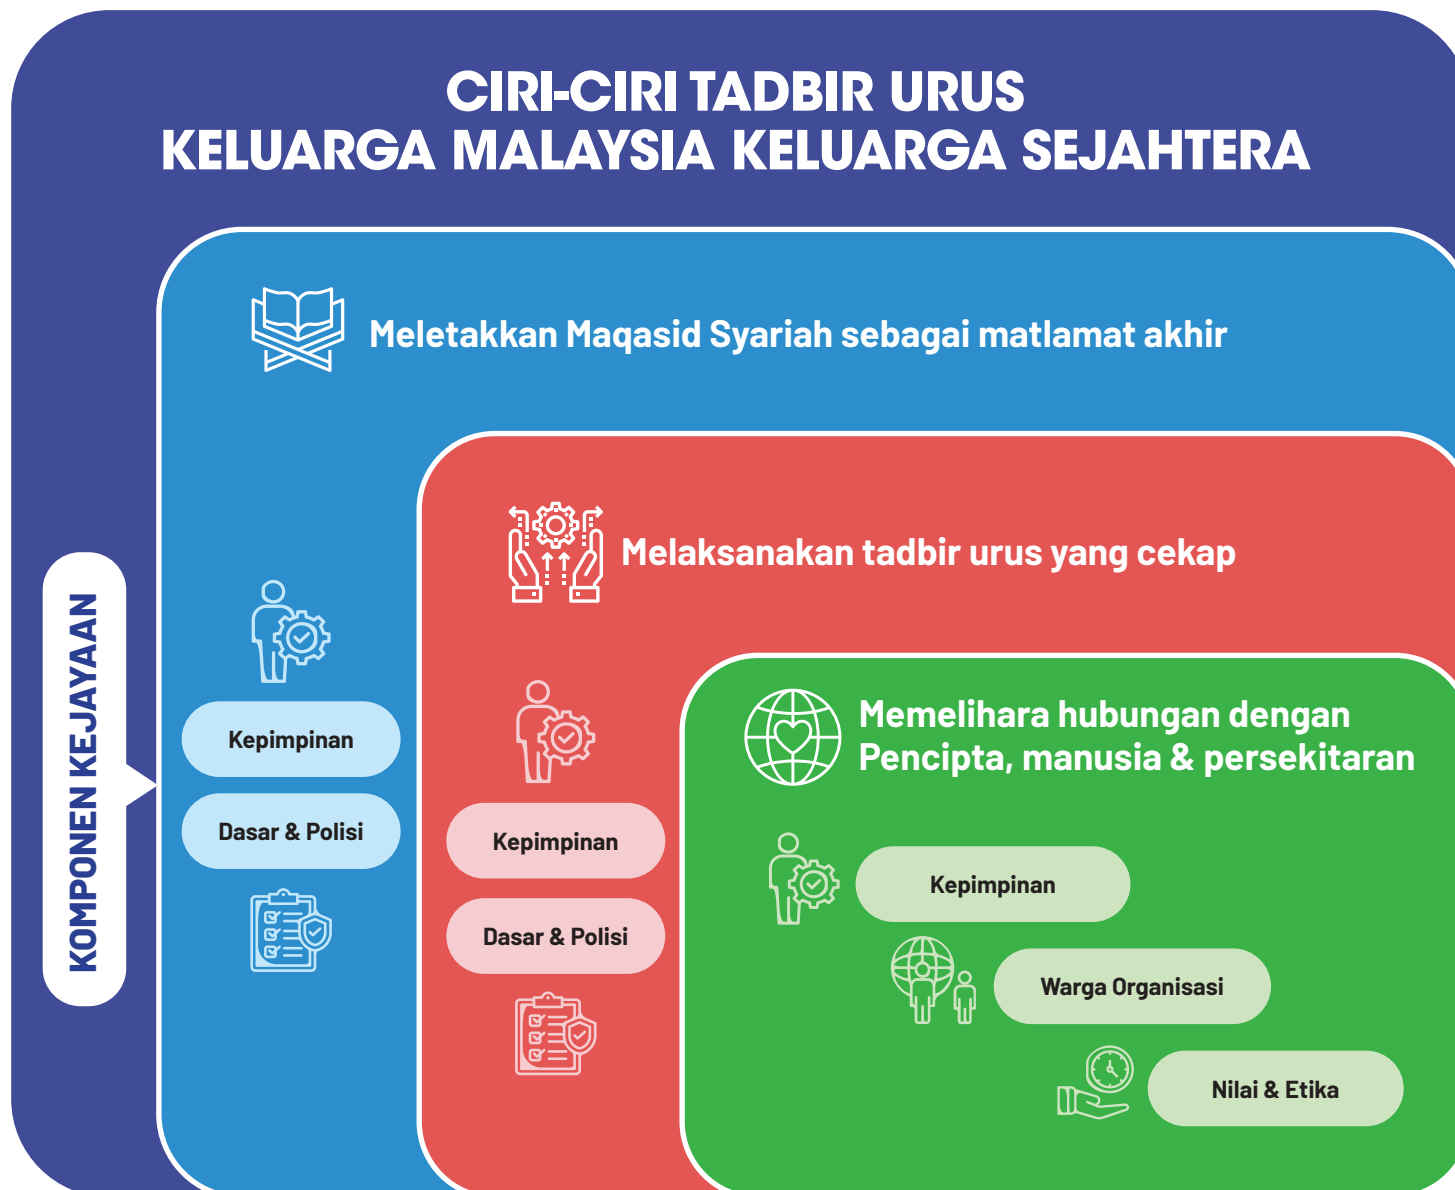 CIRI-CIRI TADBIR URUS
KELUARGA MALAYSIA KELUARGA SEJAHTERA
Meletakkan Maqasid Syariah sebagai matlamat akhir
Melaksanakan tadbir urus yang cekap
Memelihara hubungan dengan
Pencipta, manusia & persekitaran
KOMPONEN KEJAYAAN
Kepimpinan
Dasar & Polisi
Kepimpinan
Dasar & Polisi
Kepimpinan
Warga Organisasi
Nilai & Etika